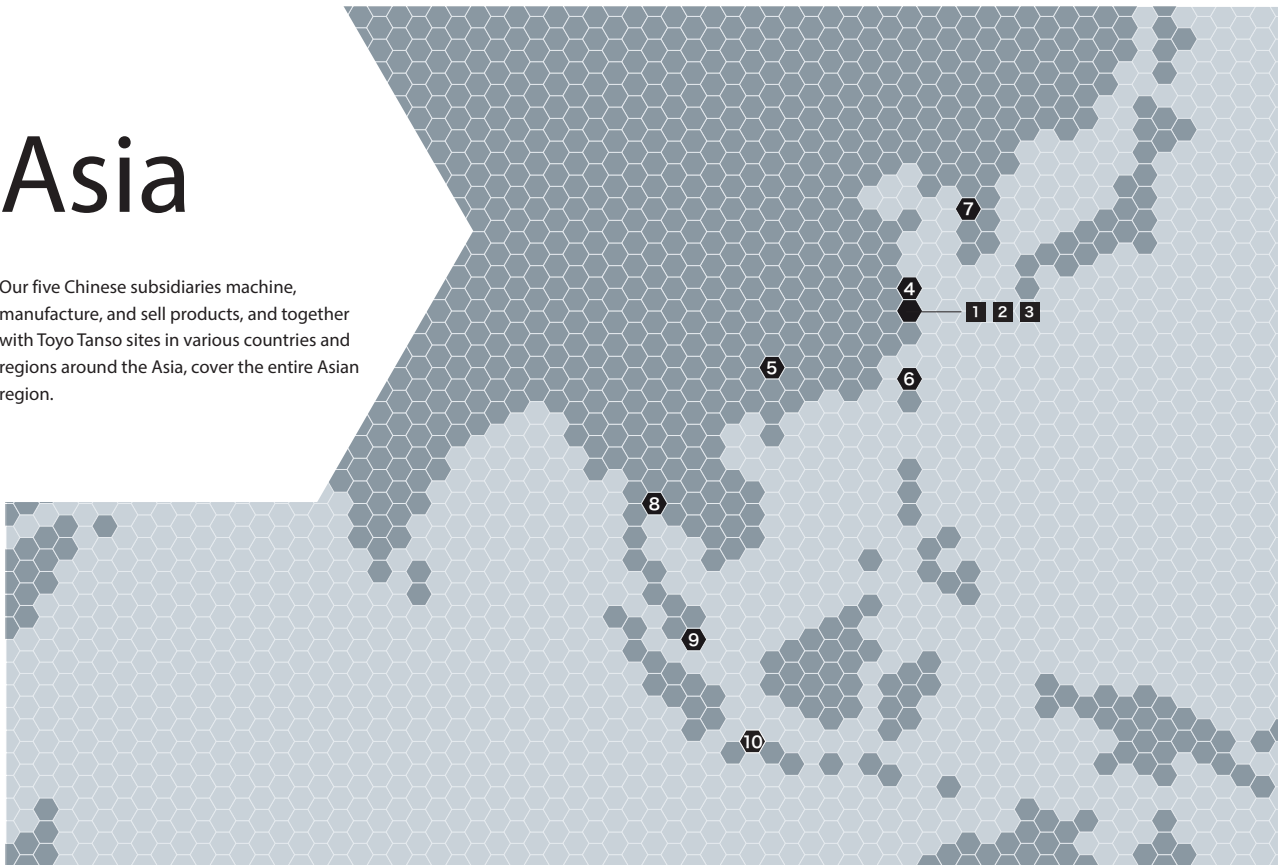 Asia
Our five Chinese subsidiaries machine,
manufacture, and sell products, and together
with Toyo Tanso sites in various countries and
regions around the Asia, cover the entire Asian
region.
7
4
1 2 3
5
6
8
9
10